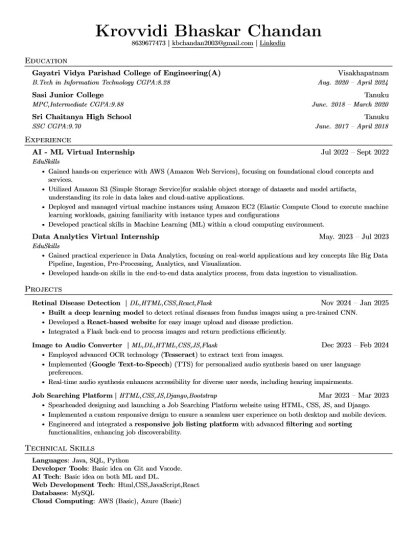 Krovvidi Bhaskar Chandan
8639677473 | kbchandan2003@gmail.com | Linkedin
Education
Gayatri Vidya Parishad College of Engineering(A) Visakhapatnam
B.Tech in Information Technology CGPA:8.28 Aug. 2020 – April 2024
Sasi Junior College Tanuku
MPC,Intermediate CGPA:9.88 June. 2018 – March 2020
Sri Chaitanya High School Tanuku
SSC CGPA:9.70 June. 2017 – April 2018
Experience
AI - ML Virtual Internship Jul 2022 – Sept 2022
EduSkills
• Gained hands-on experience with AWS (Amazon Web Services), focusing on foundational cloud concepts and
services.
• Utilized Amazon S3 (Simple Storage Service)for scalable object storage of datasets and model artifacts,
understanding its role in data lakes and cloud-native applications.
• Deployed and managed virtual machine instances using Amazon EC2 (Elastic Compute Cloud to execute machine
learning workloads, gaining familiarity with instance types and configurations
• Developed practical skills in Machine Learning (ML) within a cloud computing environment.
Data Analytics Virtual Internship May. 2023 – Jul 2023
EduSkills
• Gained practical experience in Data Analytics, focusing on real-world applications and key concepts like Big Data
Pipeline, Ingestion, Pre-Processing, Analytics, and Visualization.
• Developed hands-on skills in the end-to-end data analytics process, from data ingestion to visualization.
Projects
Retinal Disease Detection | DL,HTML,CSS,React,Flask Nov 2024 – Jan 2025
• Built a deep learning model to detect retinal diseases from fundus images using a pre-trained CNN.
• Developed a React-based website for easy image upload and disease prediction.
• Integrated a Flask back-end to process images and return predictions efficiently.
Image to Audio Converter | ML,DL,HTML,CSS,JS,Flask Dec 2023 – Feb 2024
• Employed advanced OCR technology (Tesseract) to extract text from images.
• Implemented (Google Text-to-Speech) (TTS) for personalized audio synthesis based on user language
preferences.
• Real-time audio synthesis enhances accessibility for diverse user needs, including hearing impairments.
Job Searching Platform | HTML,CSS,JS,Django,Bootstrap Mar 2023 – Mar 2023
• Spearheaded designing and launching a Job Searching Platform website using HTML, CSS, JS, and Django.
• Implemented a custom responsive design to ensure a seamless user experience on both desktop and mobile devices.
• Engineered and integrated a responsive job listing platform with advanced filtering and sorting
functionalities, enhancing job discoverability.
Technical Skills
Languages: Java, SQL, Python
Developer Tools: Basic idea on Git and Vscode.
AI Tech: Basic idea on both ML and DL.
Web Development Tech: Html,CSS,JavaScript,React
Databases: MySQL
Cloud Computing: AWS (Basic), Azure (Basic)